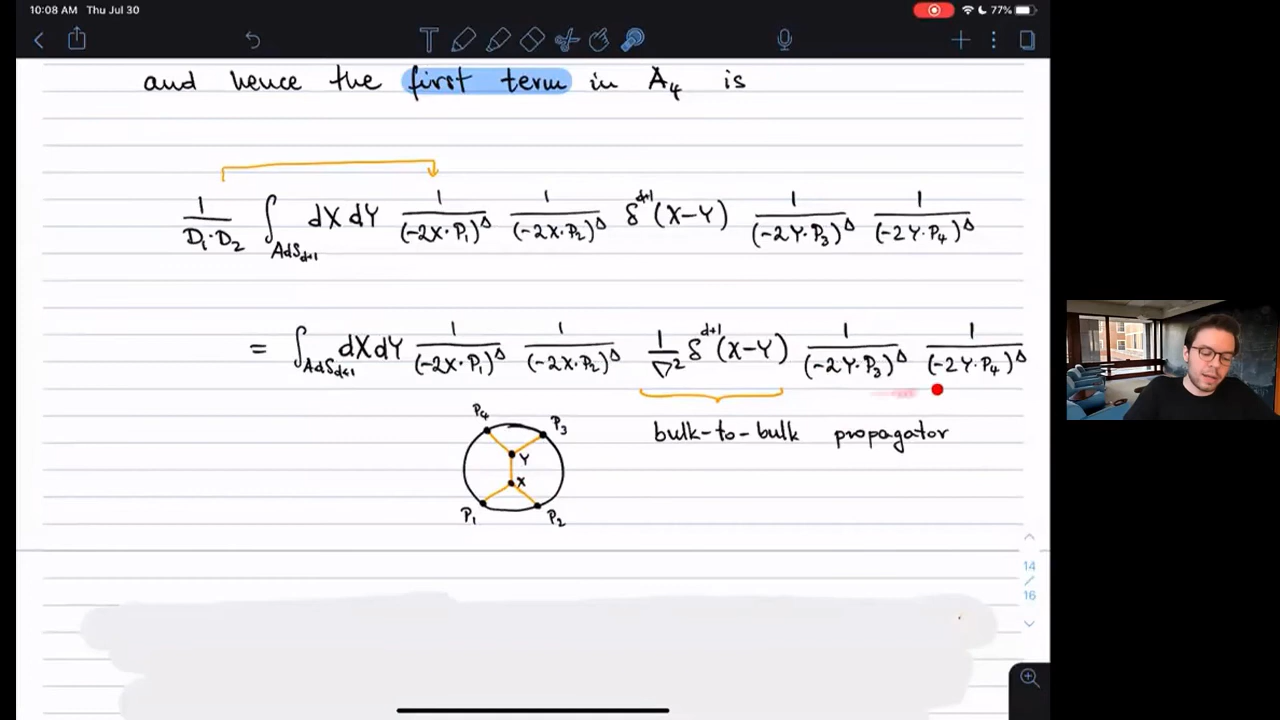 10:08 AM Thu Jul 30
77%
and hence the first term in A₄ is
1/(D₁·D₂) ∫_{AdS_{d+1}} dX dY 1/(-2X·P₁)^Δ 1/(-2X·P₂)^Δ δ^{d+1}(X-Y) 1/(-2Y·P₃)^Δ 1/(-2Y·P₄)^Δ
= ∫_{AdS_{d+1}} dX dY 1/(-2X·P₁)^Δ 1/(-2X·P₂)^Δ 1/∇² δ^{d+1}(X-Y) 1/(-2Y·P₃)^Δ 1/(-2Y·P₄)^Δ
bulk-to-bulk propagator
P₄
P₃
Y
X
P₁
P₂
14
/
16